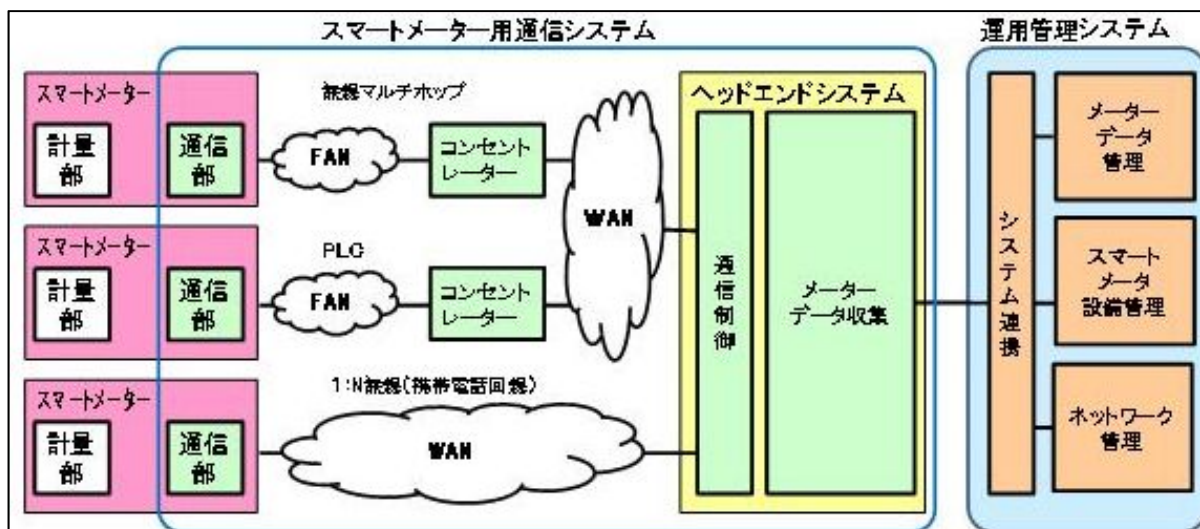 スマートメーター用通信システム
運用管理システム
スマートメーター
計量
部
通信
部
無線マルチホップ
FAN
コンセント
レーター
スマートメーター
計量
部
通信
部
PLC
FAN
コンセント
レーター
WAN
スマートメーター
計量
部
通信
部
1:N無線(携帯電話回線)
WAN
ヘッドエンドシステム
通信制御
メーター
データ収集
システム連携
メーター
データ
管理
スマート
メータ
設備管理
ネットワーク
管理